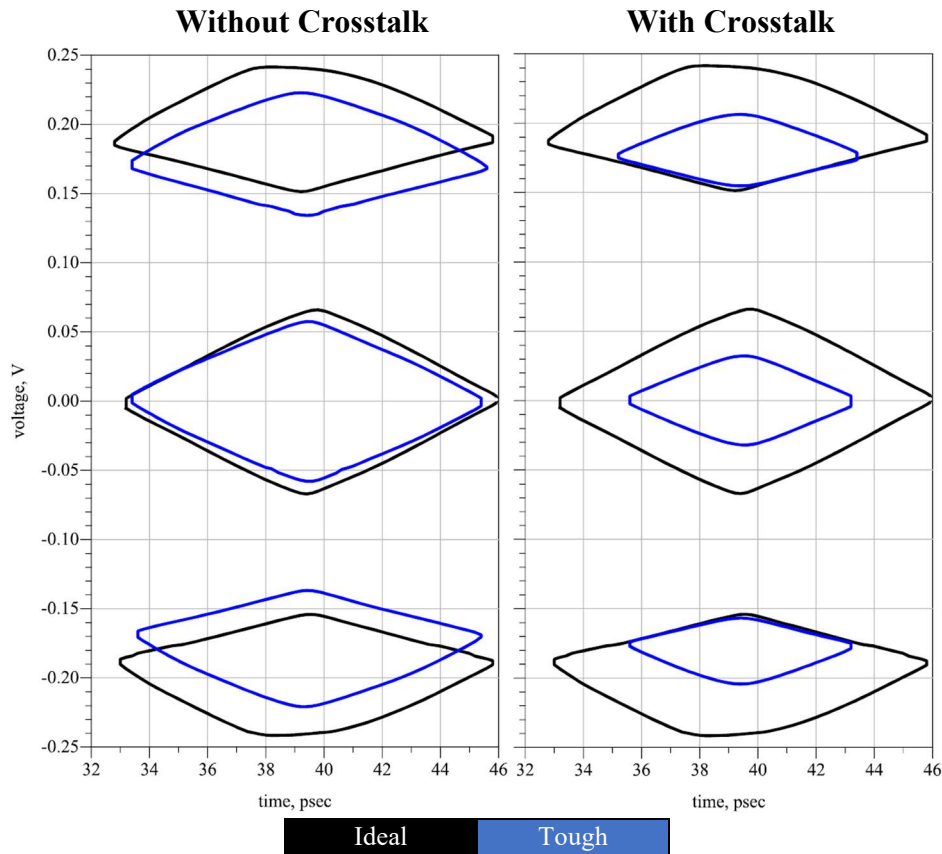 Without Crosstalk
With Crosstalk
voltage, V
0.25
0.20
0.15
0.10
0.05
0.00
-0.05
-0.10
-0.15
-0.20
-0.25
32 34 36 38 40 42 44 46
32 34 36 38 40 42 44 46
time, psec
time, psec
Ideal Tough